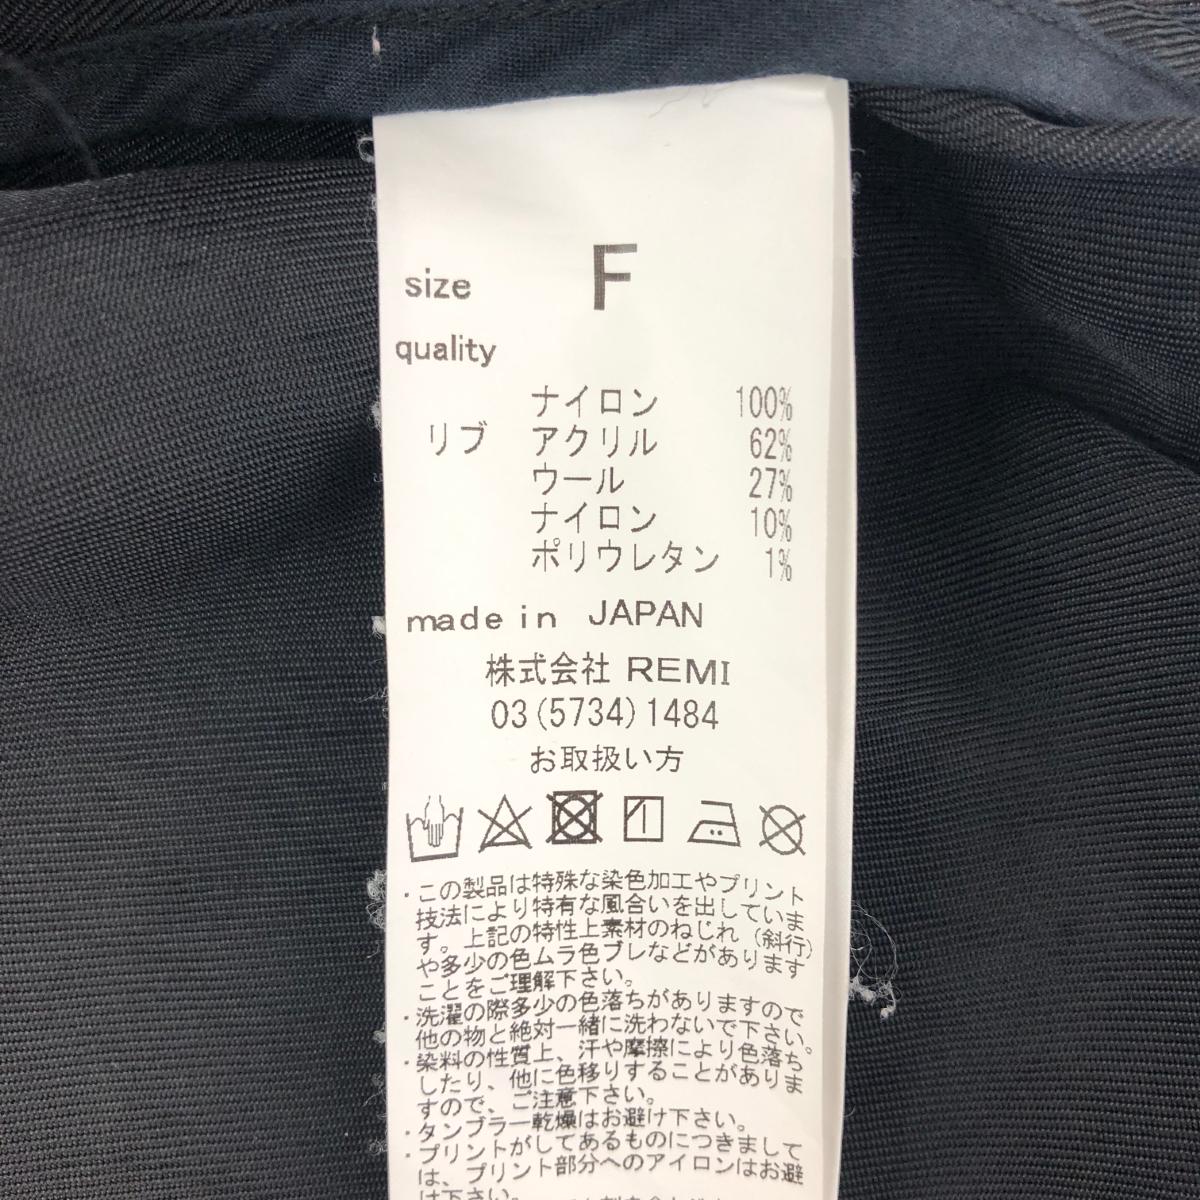 size F
quality
ナイロン 100%
リブ アクリル 62%
ウール 27%
ナイロン 10%
ポリウレタン 1%
made in JAPAN
株式会社 REMI
03(5734)1484
お取扱い方
・この製品は特殊な染色加工やプリント
技法により特有な風合いを出していま
す。上記の特性上素材のねじれ(斜行)
や多少の色ムラ色ブレなどがあります
ことをご理解下さい。
・洗濯の際多少の色落ちがありますので
他の物と絶対一緒に洗わないで下さい。
・染料の性質上、汗や摩擦により色落ち
したり、他に色移りすることがありま
すので、ご注意下さい。
・タンブラー乾燥はお避け下さい。
・プリントがしてあるものにつきまして
は、プリント部分へのアイロンはお避
け下さい。